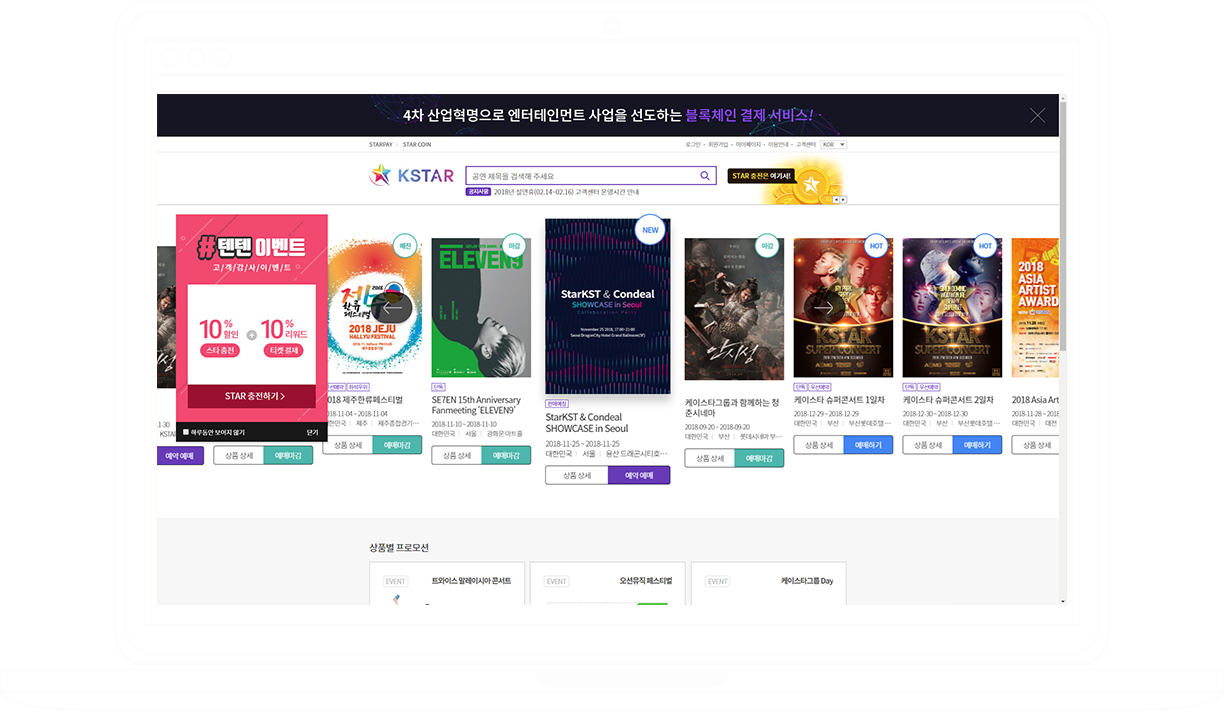 4차 산업혁명으로 엔터테인먼트 사업을 선도하는 블록체인 결제 서비스!
STARPAY STAR COIN
로그인 · 회원가입 · 마이페이지 · 이용안내 · 고객센터 KOR
KSTAR
공연 제목을 검색해 주세요
STAR 충전은 여기서!
공지사항 2018년 설연휴(02.14~02.16) 고객센터 운영시간 안내
#텐텐 이벤트
고/객/감/사/이/벤/트
10% 할인
스타 충전
10% 리워드
티켓 결제
STAR 충전하기 >
하루동안 보이지 않기
닫기
예약 예매
상품 상세 예매마감
매진
2018 JEJU
HALLYU FESTIVAL
우선예약 좌석우위
018 제주한류페스티벌
018-11-04 ~ 2018-11-04
한민국 | 제주 | 제주종합경기…
상품 상세 예매마감
마감
ELEVEN9
단독
SE7EN 15th Anniversary
Fanmeeting 'ELEVEN9'
2018-11-10 ~ 2018-11-10
대한민국 | 서울 | 광화문 아트홀
상품 상세 예매마감
NEW
StarKST & Condeal
SHOWCASE in Seoul
Collaboration Party
November 25 2018, 17:00~21:00
Seoul DragonCity Hotel Grand Ballroom(5F)
판매예정
StarKST & Condeal
SHOWCASE in Seoul
2018-11-25 ~ 2018-11-25
대한민국 | 서울 | 용산 드래곤시티호…
상품 상세 예약 예매
마감
안시성
케이스타그룹과 함께하는 청
춘시네마
2018-09-20 ~ 2018-09-20
대한민국 | 부산 | 롯데시네마 부…
상품 상세 예매마감
HOT
KSTAR
SUPER CONCERT
단독 우선예약
케이스타 슈퍼콘서트 1일차
2018-12-29 ~ 2018-12-29
대한민국 | 부산 | 부산롯데호텔 …
상품 상세 예매하기
HOT
KSTAR
SUPER CONCERT
단독 우선예약
케이스타 슈퍼콘서트 2일차
2018-12-30 ~ 2018-12-30
대한민국 | 부산 | 부산롯데호텔 …
상품 상세 예매하기
2018
ASIA
ARTIST
AWARD
2018 Asia Art
2018-11-28 ~ 2018
대한민국 | 대전
상품 상세
상품별 프로모션
EVENT 트와이스 말레이시아 콘서트
EVENT 오션뮤직 페스티벌
EVENT 케이스타그룹 Day